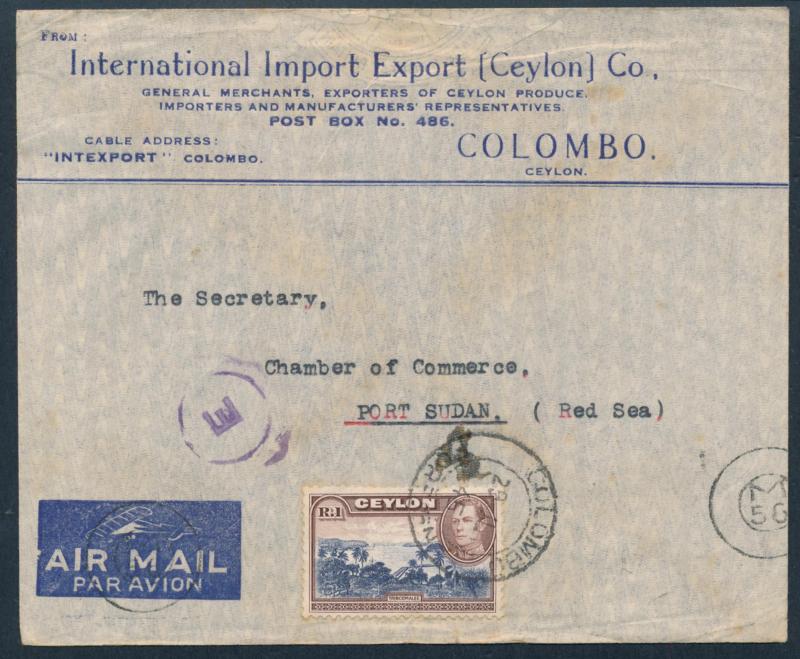 FROM:
International Import Export (Ceylon) Co.,
GENERAL MERCHANTS, EXPORTERS OF CEYLON PRODUCE.
IMPORTERS AND MANUFACTURERS' REPRESENTATIVES.
POST BOX No. 486.
CABLE ADDRESS:
"INTEXPORT" COLOMBO.
COLOMBO.
CEYLON.
The Secretary,
Chamber of Commerce,
PORT SUDAN. ( Red Sea)
E
COLOMBO
CEYLON
R.1
TRINCOMALEE
AIR MAIL
PAR AVION